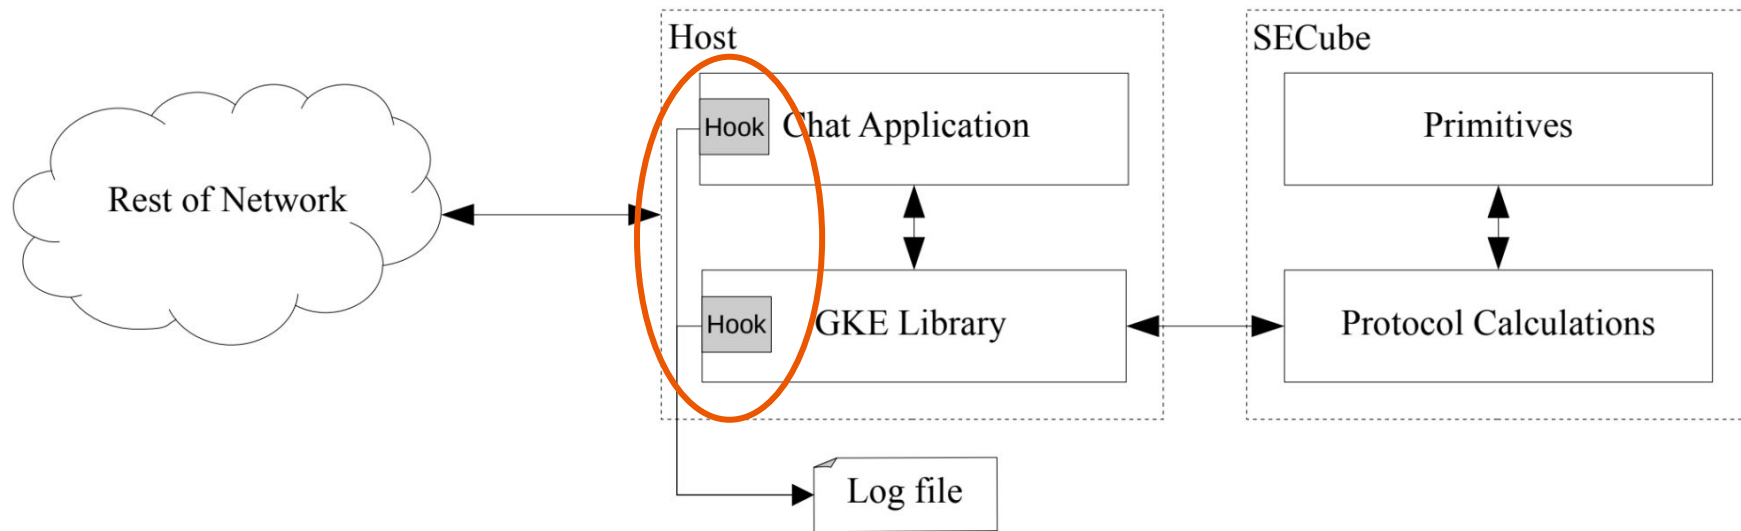 Host
SECube
Hook
Chat Application
Primitives
Rest of Network
Hook
GKE Library
Protocol Calculations
Log file